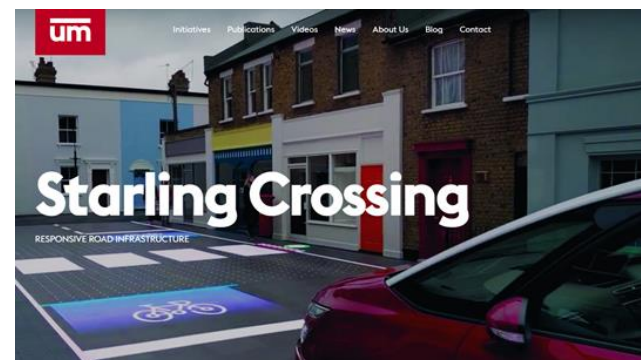 um
Initiatives Publications Videos News About Us Blog Contact
Starling Crossing
RESPONSIVE ROAD INFRASTRUCTURE